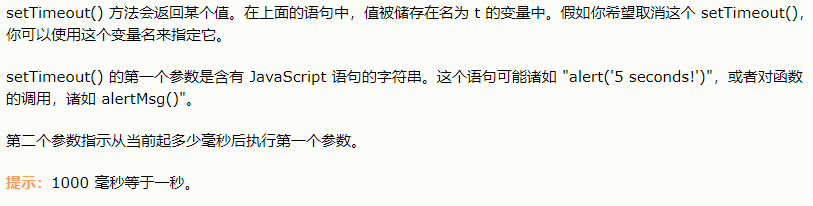 setTimeout() 方法会返回某个值。在上面的语句中，值被储存在名为 t 的变量中。假如你希望取消这个 setTimeout()，
你可以使用这个变量名来指定它。
setTimeout() 的第一个参数是含有 JavaScript 语句的字符串。这个语句可能诸如 "alert('5 seconds!')"，或者对函数
的调用，诸如 alertMsg()"。
第二个参数指示从当前起多少毫秒后执行第一个参数。
提示：1000 毫秒等于一秒。